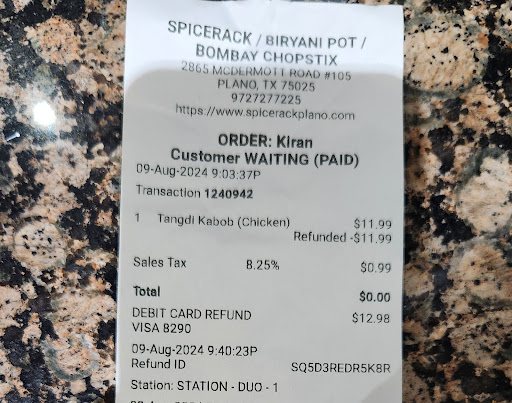 SPICERACK / BIRYANI POT /
BOMBAY CHOPSTIX
2865 MCDERMOTT ROAD #105
PLANO, TX 75025
9727277225
https://www.spicerackplano.com
ORDER: Kiran
Customer WAITING (PAID)
09-Aug-2024 9:03:37P
Transaction 1240942
1 Tangdi Kabob (Chicken) $11.99
Refunded -$11.99
Sales Tax 8.25% $0.99
Total $0.00
DEBIT CARD REFUND $12.98
VISA 8290
09-Aug-2024 9:40:23P
Refund ID SQ5D3REDR5K8R
Station: STATION - DUO - 1